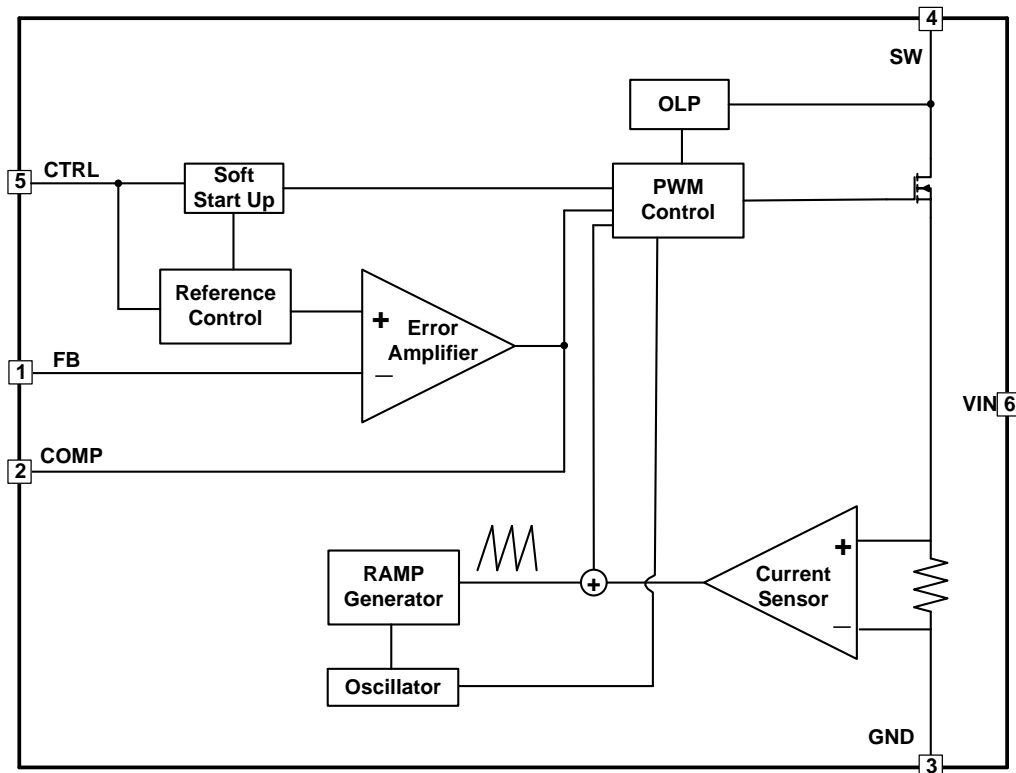 4
SW
OLP
5
CTRL
Soft
Start Up
PWM
Control
Reference
Control
+
Error
Amplifier
–
1
FB
VIN
6
2
COMP
RAMP
Generator
+
+
Current
Sensor
–
Oscillator
GND
3